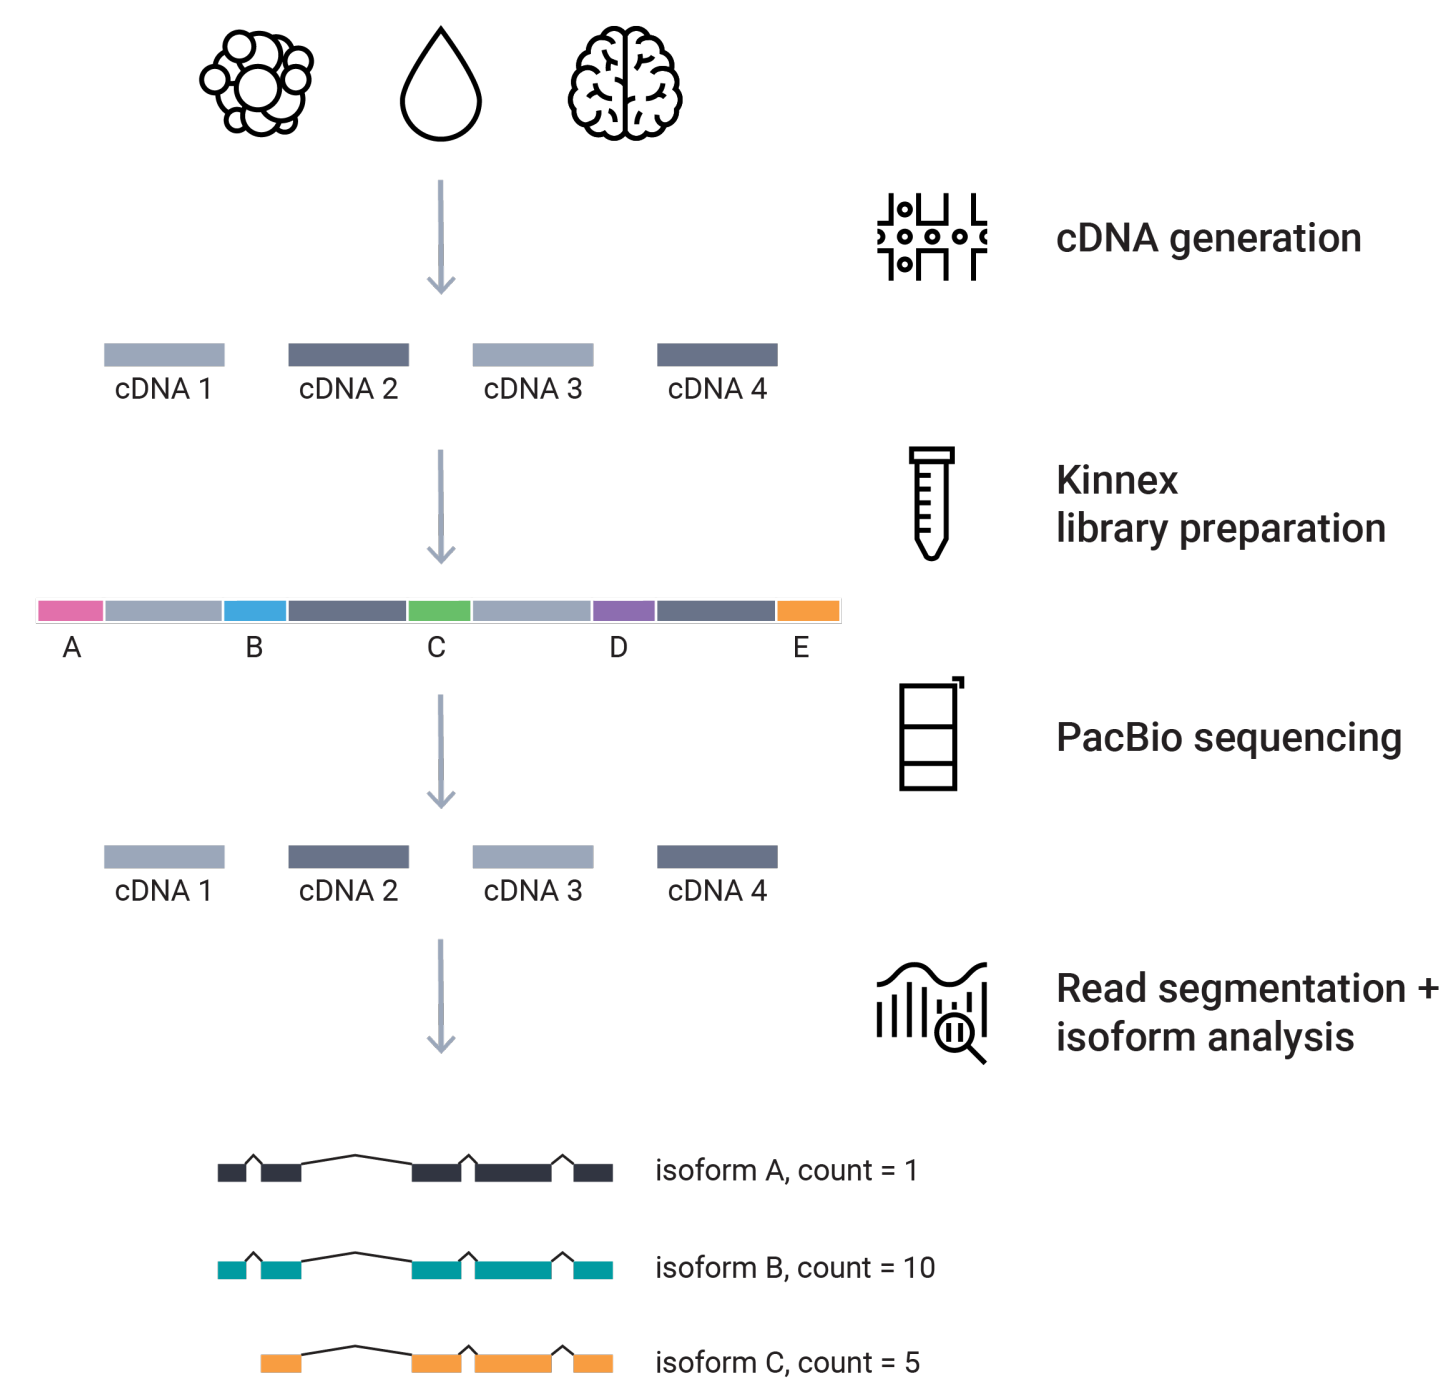 cDNA generation
cDNA 1
cDNA 2
cDNA 3
cDNA 4
Kinnex
library preparation
A
B
C
D
E
PacBio sequencing
cDNA 1
cDNA 2
cDNA 3
cDNA 4
Read segmentation +
isoform analysis
isoform A, count = 1
isoform B, count = 10
isoform C, count = 5